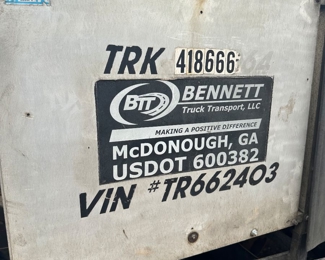 TRK 418666
BTT BENNETT
Truck Transport, LLC
MAKING A POSITIVE DIFFERENCE
McDONOUGH, GA
USDOT 600382
VIN #TR662403